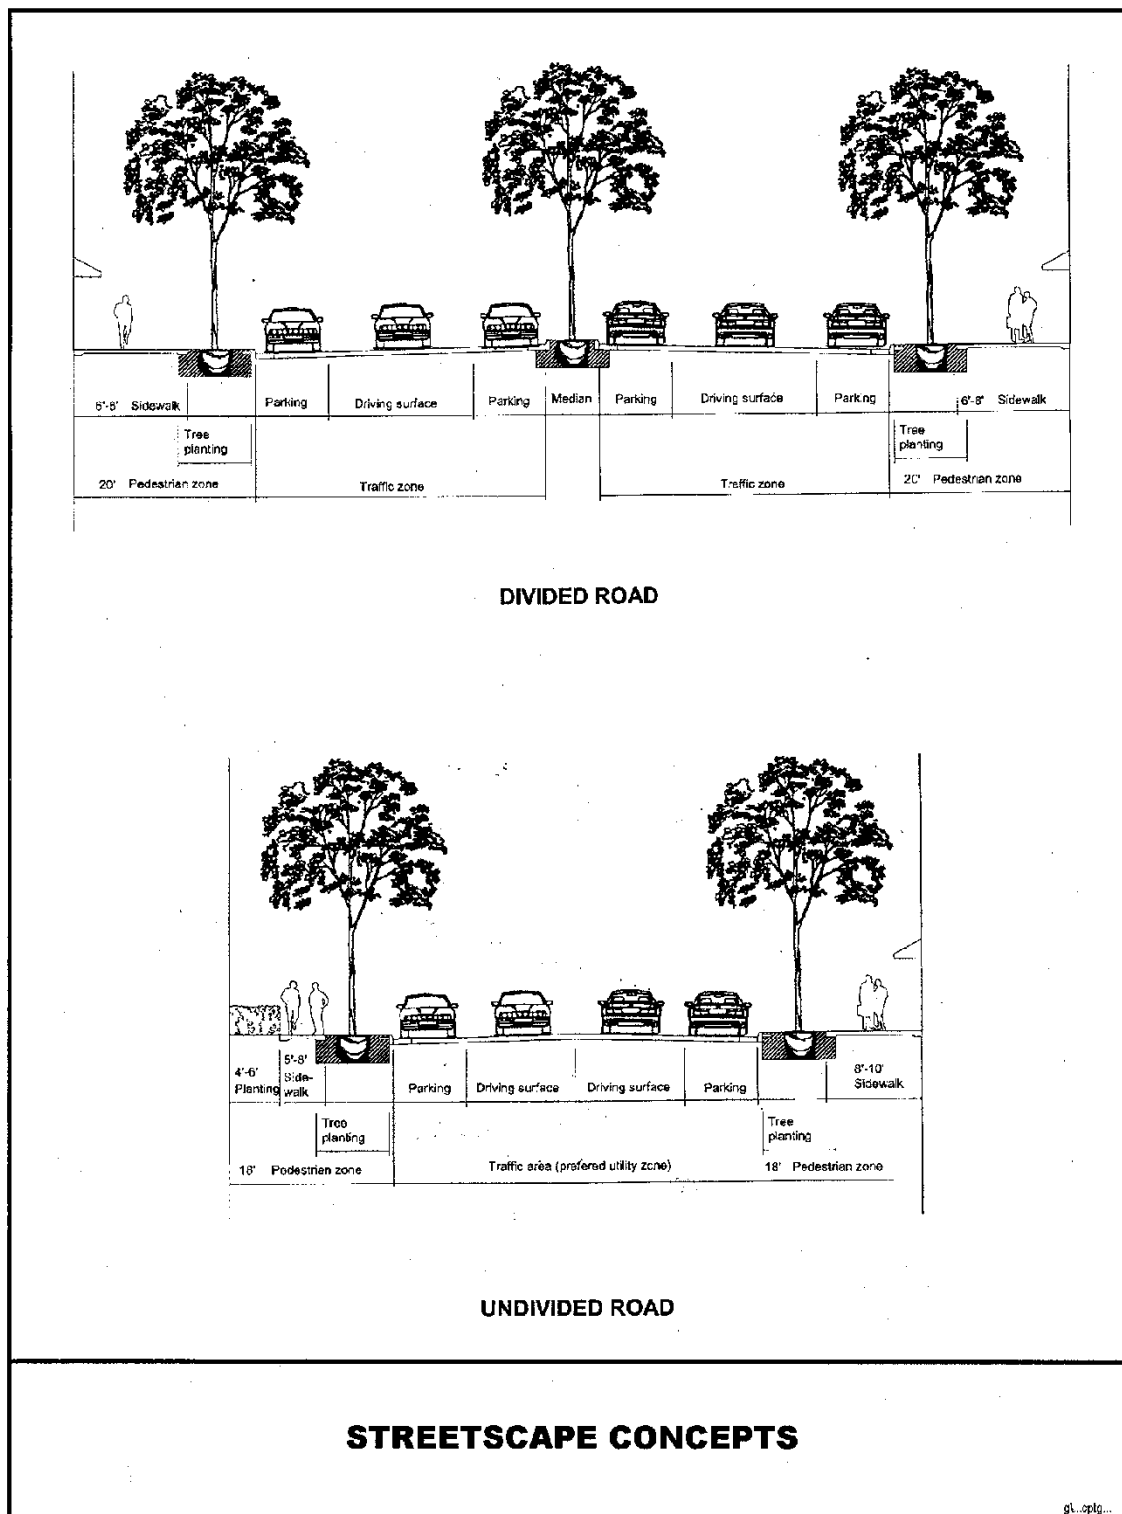 6'-8' Sidewalk
Parking
Driving surface
Parking
Median
Parking
Driving surface
Parking
6'-8' Sidewalk
Tree
planting
Tree
planting
20' Pedestrian zone
Traffic zone
Traffic zone
20' Pedestrian zone
DIVIDED ROAD
4'-6'
Planting
5'-8'
Side-
walk
Parking
Driving surface
Driving surface
Parking
8'-10'
Sidewalk
Tree
planting
Tree
planting
Pedestrian zone
Traffic area (prefered utility zone)
18' Pedestrian zone
UNDIVIDED ROAD
STREETSCAPE CONCEPTS